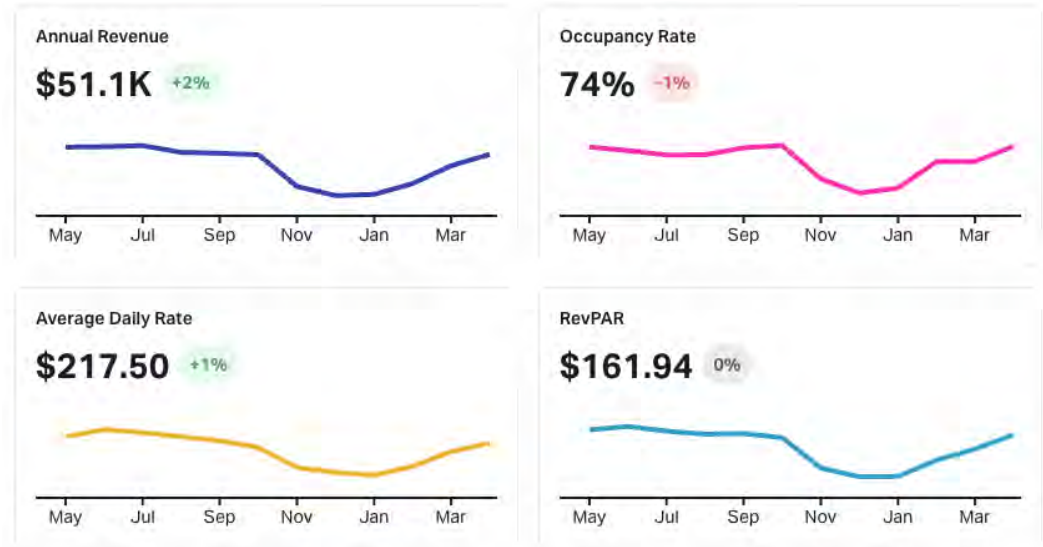 Annual Revenue
$51.1K +2%
May Jul Sep Nov Jan Mar
Occupancy Rate
74% -1%
May Jul Sep Nov Jan Mar
Average Daily Rate
$217.50 +1%
May Jul Sep Nov Jan Mar
RevPAR
$161.94 0%
May Jul Sep Nov Jan Mar